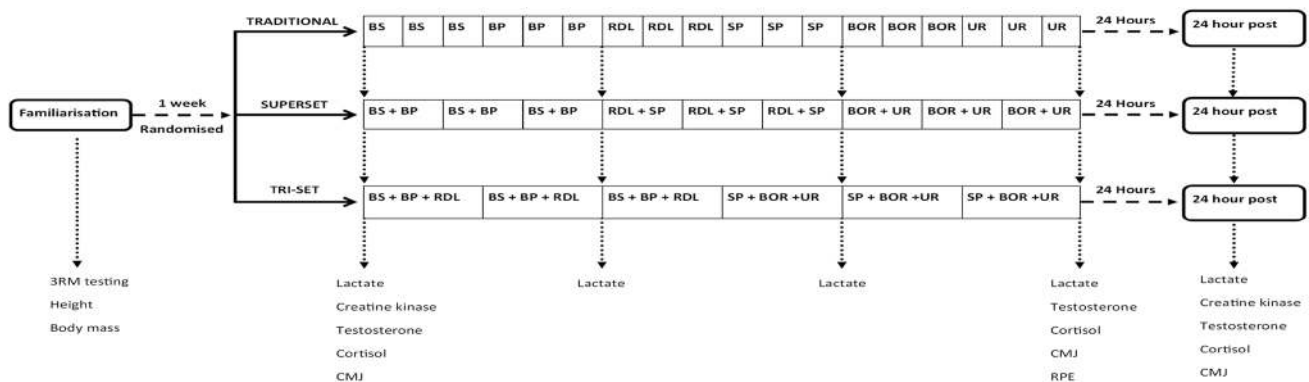 TRADITIONAL
BS BS BS BP BP BP RDL RDL RDL SP SP SP BOR BOR BOR UR UR UR
24 Hours
24 hour post
Familiarisation
1 week
Randomised
SUPERSET
BS + BP BS + BP BS + BP RDL + SP RDL + SP RDL + SP BOR + UR BOR + UR BOR + UR
24 Hours
24 hour post
TRI-SET
BS + BP + RDL BS + BP + RDL BS + BP + RDL SP + BOR +UR SP + BOR +UR SP + BOR +UR
24 Hours
24 hour post
3RM testing
Height
Body mass
Lactate
Creatine kinase
Testosterone
Cortisol
CMJ
Lactate
Lactate
Lactate
Testosterone
Cortisol
CMJ
RPE
Lactate
Creatine kinase
Testosterone
Cortisol
CMJ